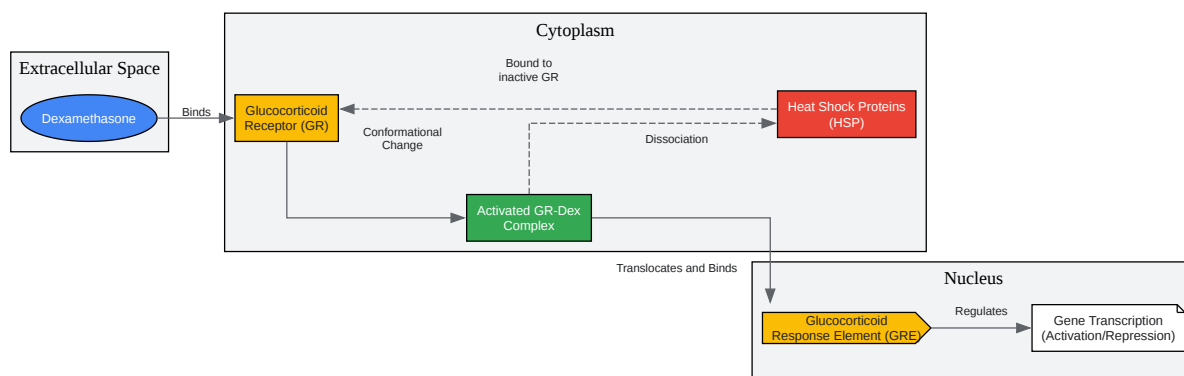 Cytoplasm
Extracellular Space
Bound to
inactive GR
Dexamethasone
Binds
Glucocorticoid
Receptor (GR)
Heat Shock Proteins
(HSP)
Conformational
Change
Dissociation
Activated GR-Dex
Complex
Translocates and Binds
Nucleus
Glucocorticoid
Response Element (GRE)
Regulates
Gene Transcription
(Activation/Repression)